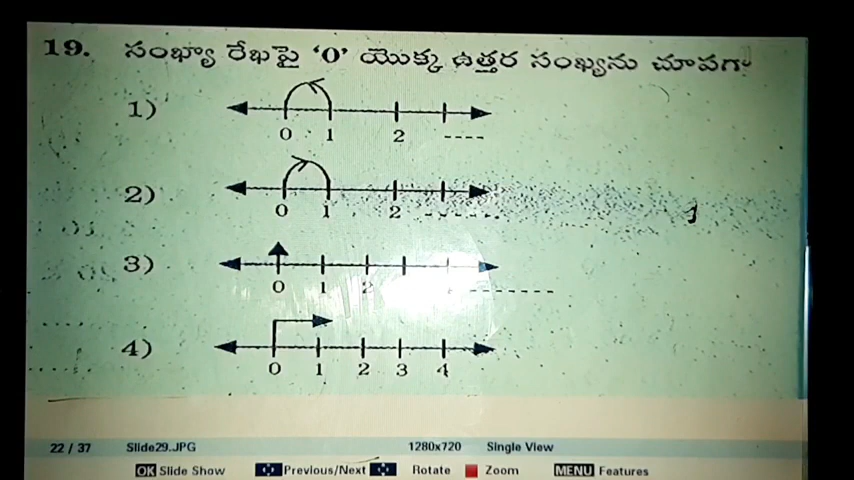 19. సంఖ్యా రేఖపై ‘0’ యొక్క ఉత్తర సంఖ్యను చూపగా
1)
0 1 2 ----
2)
0 1 2 -------
3)
0 1 2 ---------
4)
0 1 2 3 4
22 / 37 Slide29.JPG 1280x720 Single View
OK Slide Show Previous/Next Rotate Zoom MENU Features